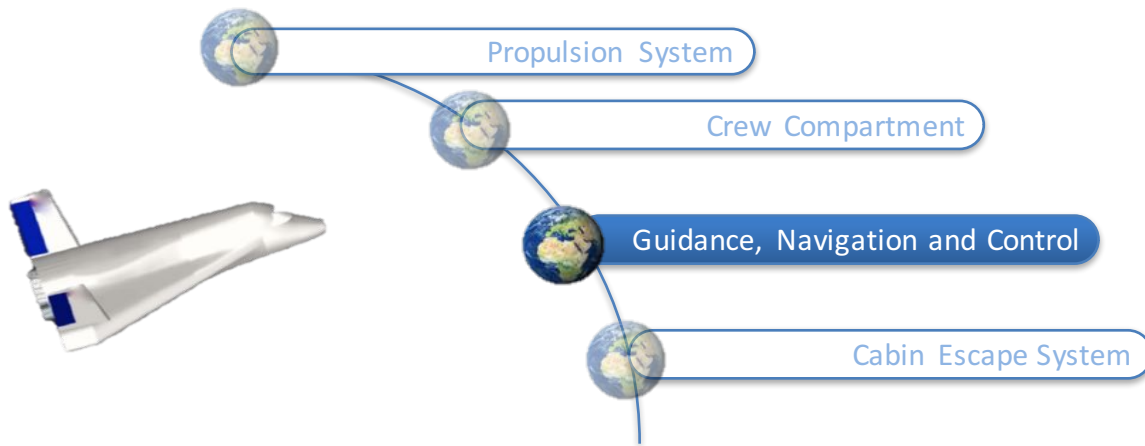 Propulsion System
Crew Compartment
Guidance, Navigation and Control
Cabin Escape System